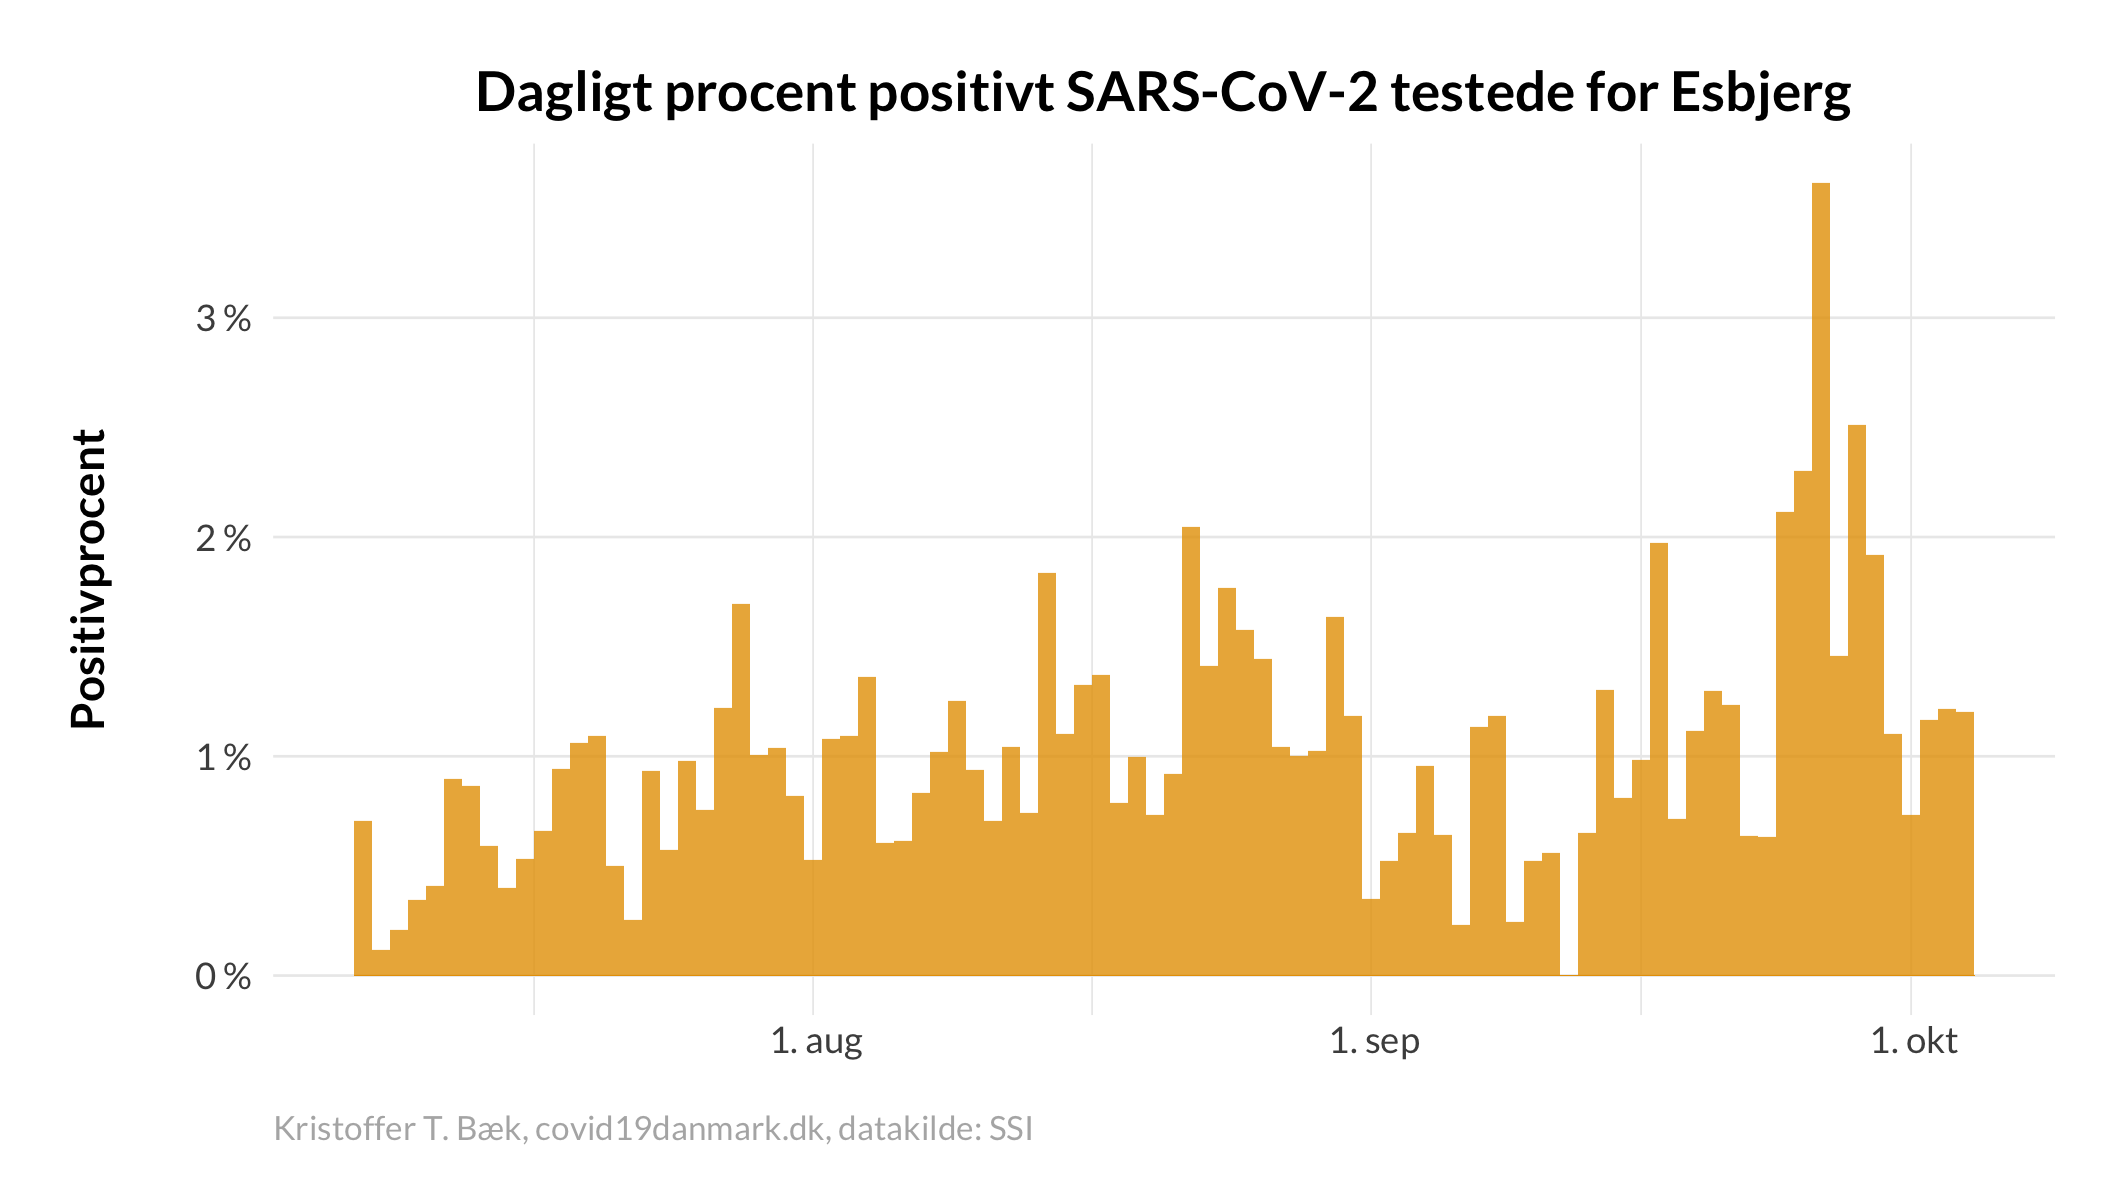 Dagligt procent positivt SARS-CoV-2 testede for Esbjerg
Positivprocent
3 %
2 %
1 %
0 %
1. aug
1. sep
1. okt
Kristoffer T. Bæk, covid19danmark.dk, datakilde: SSI